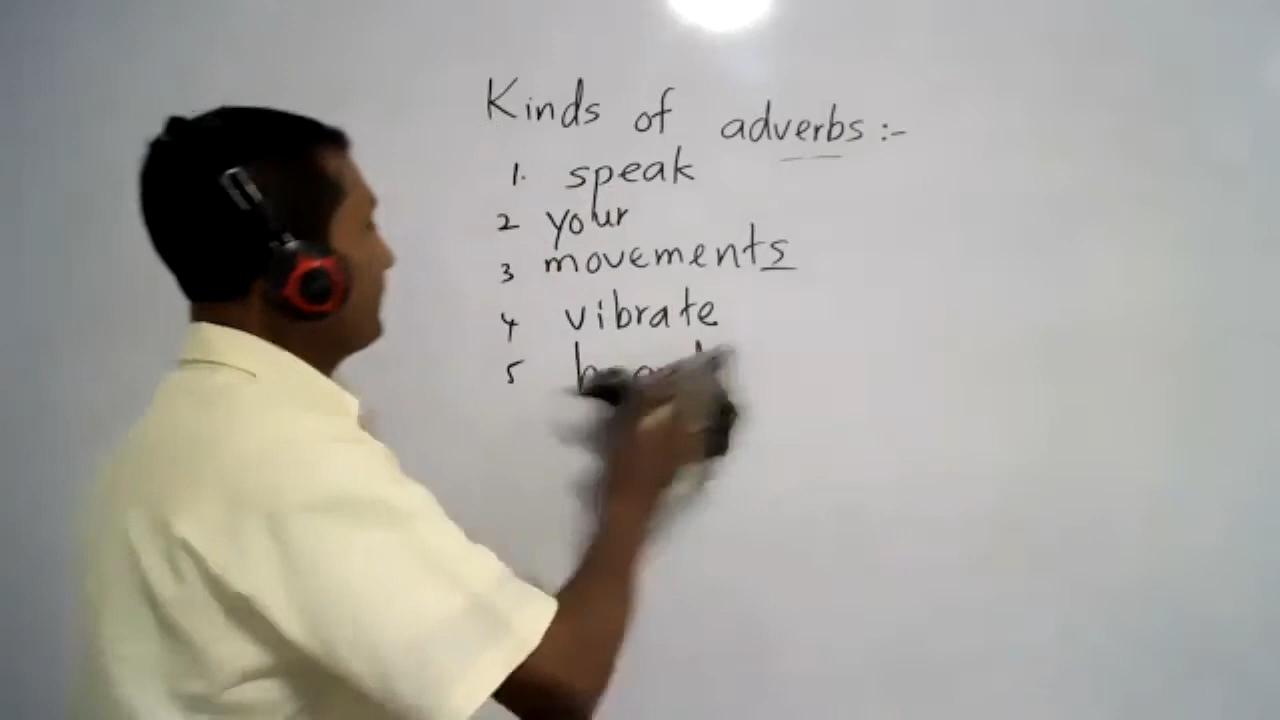 Kinds of adverbs :-
1. speak
2 your
3 movements
4 vibrate
5